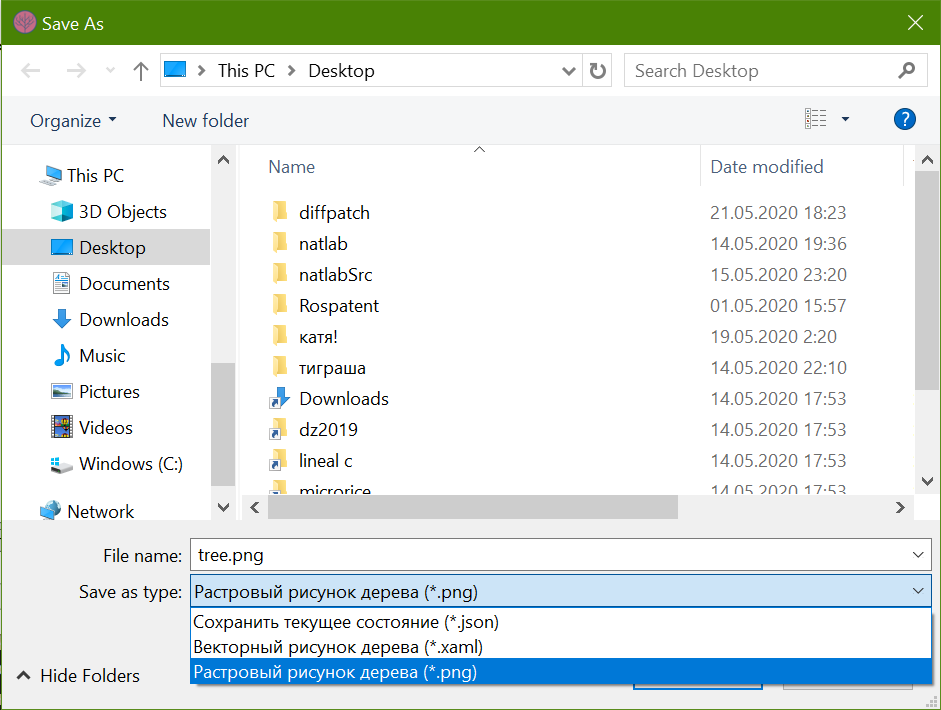 Save As
This PC
Desktop
Search Desktop
Organize
New folder
?
This PC
3D Objects
Desktop
Documents
Downloads
Music
Pictures
Videos
Windows (C:)
Network
Name Date modified
diffpatch 21.05.2020 18:23
natlab 14.05.2020 19:36
natlabSrc 15.05.2020 23:20
Rospatent 01.05.2020 15:57
катя! 19.05.2020 2:20
тиграша 14.05.2020 22:10
Downloads 14.05.2020 17:53
dz2019 14.05.2020 17:53
lineal c 14.05.2020 17:53
microrice 14.05.2020 17:53
File name: tree.png
Save as type: Растровый рисунок дерева (*.png)
Сохранить текущее состояние (*.json)
Векторный рисунок дерева (*.xaml)
Растровый рисунок дерева (*.png)
Hide Folders